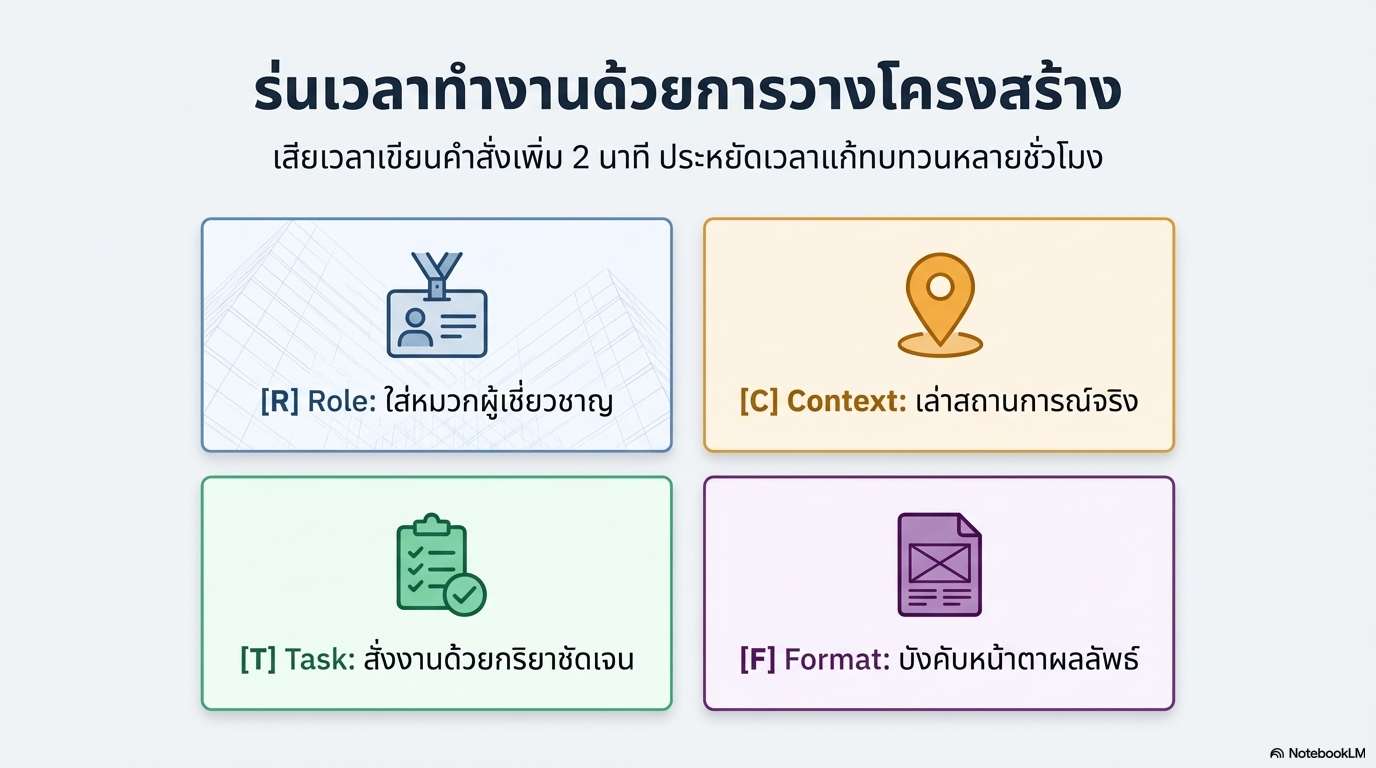 ร่นเวลาทำงานด้วยการวางโครงสร้าง
เสียเวลาเขียนคำสั่งเพิ่ม 2 นาที ประหยัดเวลาแก้ทบทวนหลายชั่วโมง
[R] Role: ใส่หมวกผู้เชี่ยวชาญ
[C] Context: เล่าสถานการณ์จริง
[T] Task: สั่งงานด้วยกริยาชัดเจน
[F] Format: บังคับหน้าตาผลลัพธ์
NotebookLM